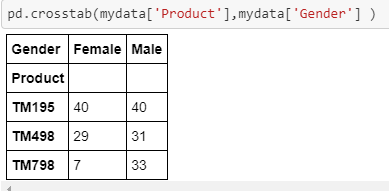 pd.crosstab(mydata['Product'],mydata['Gender'] )
Gender Female Male
Product
TM195 40 40
TM498 29 31
TM798 7 33